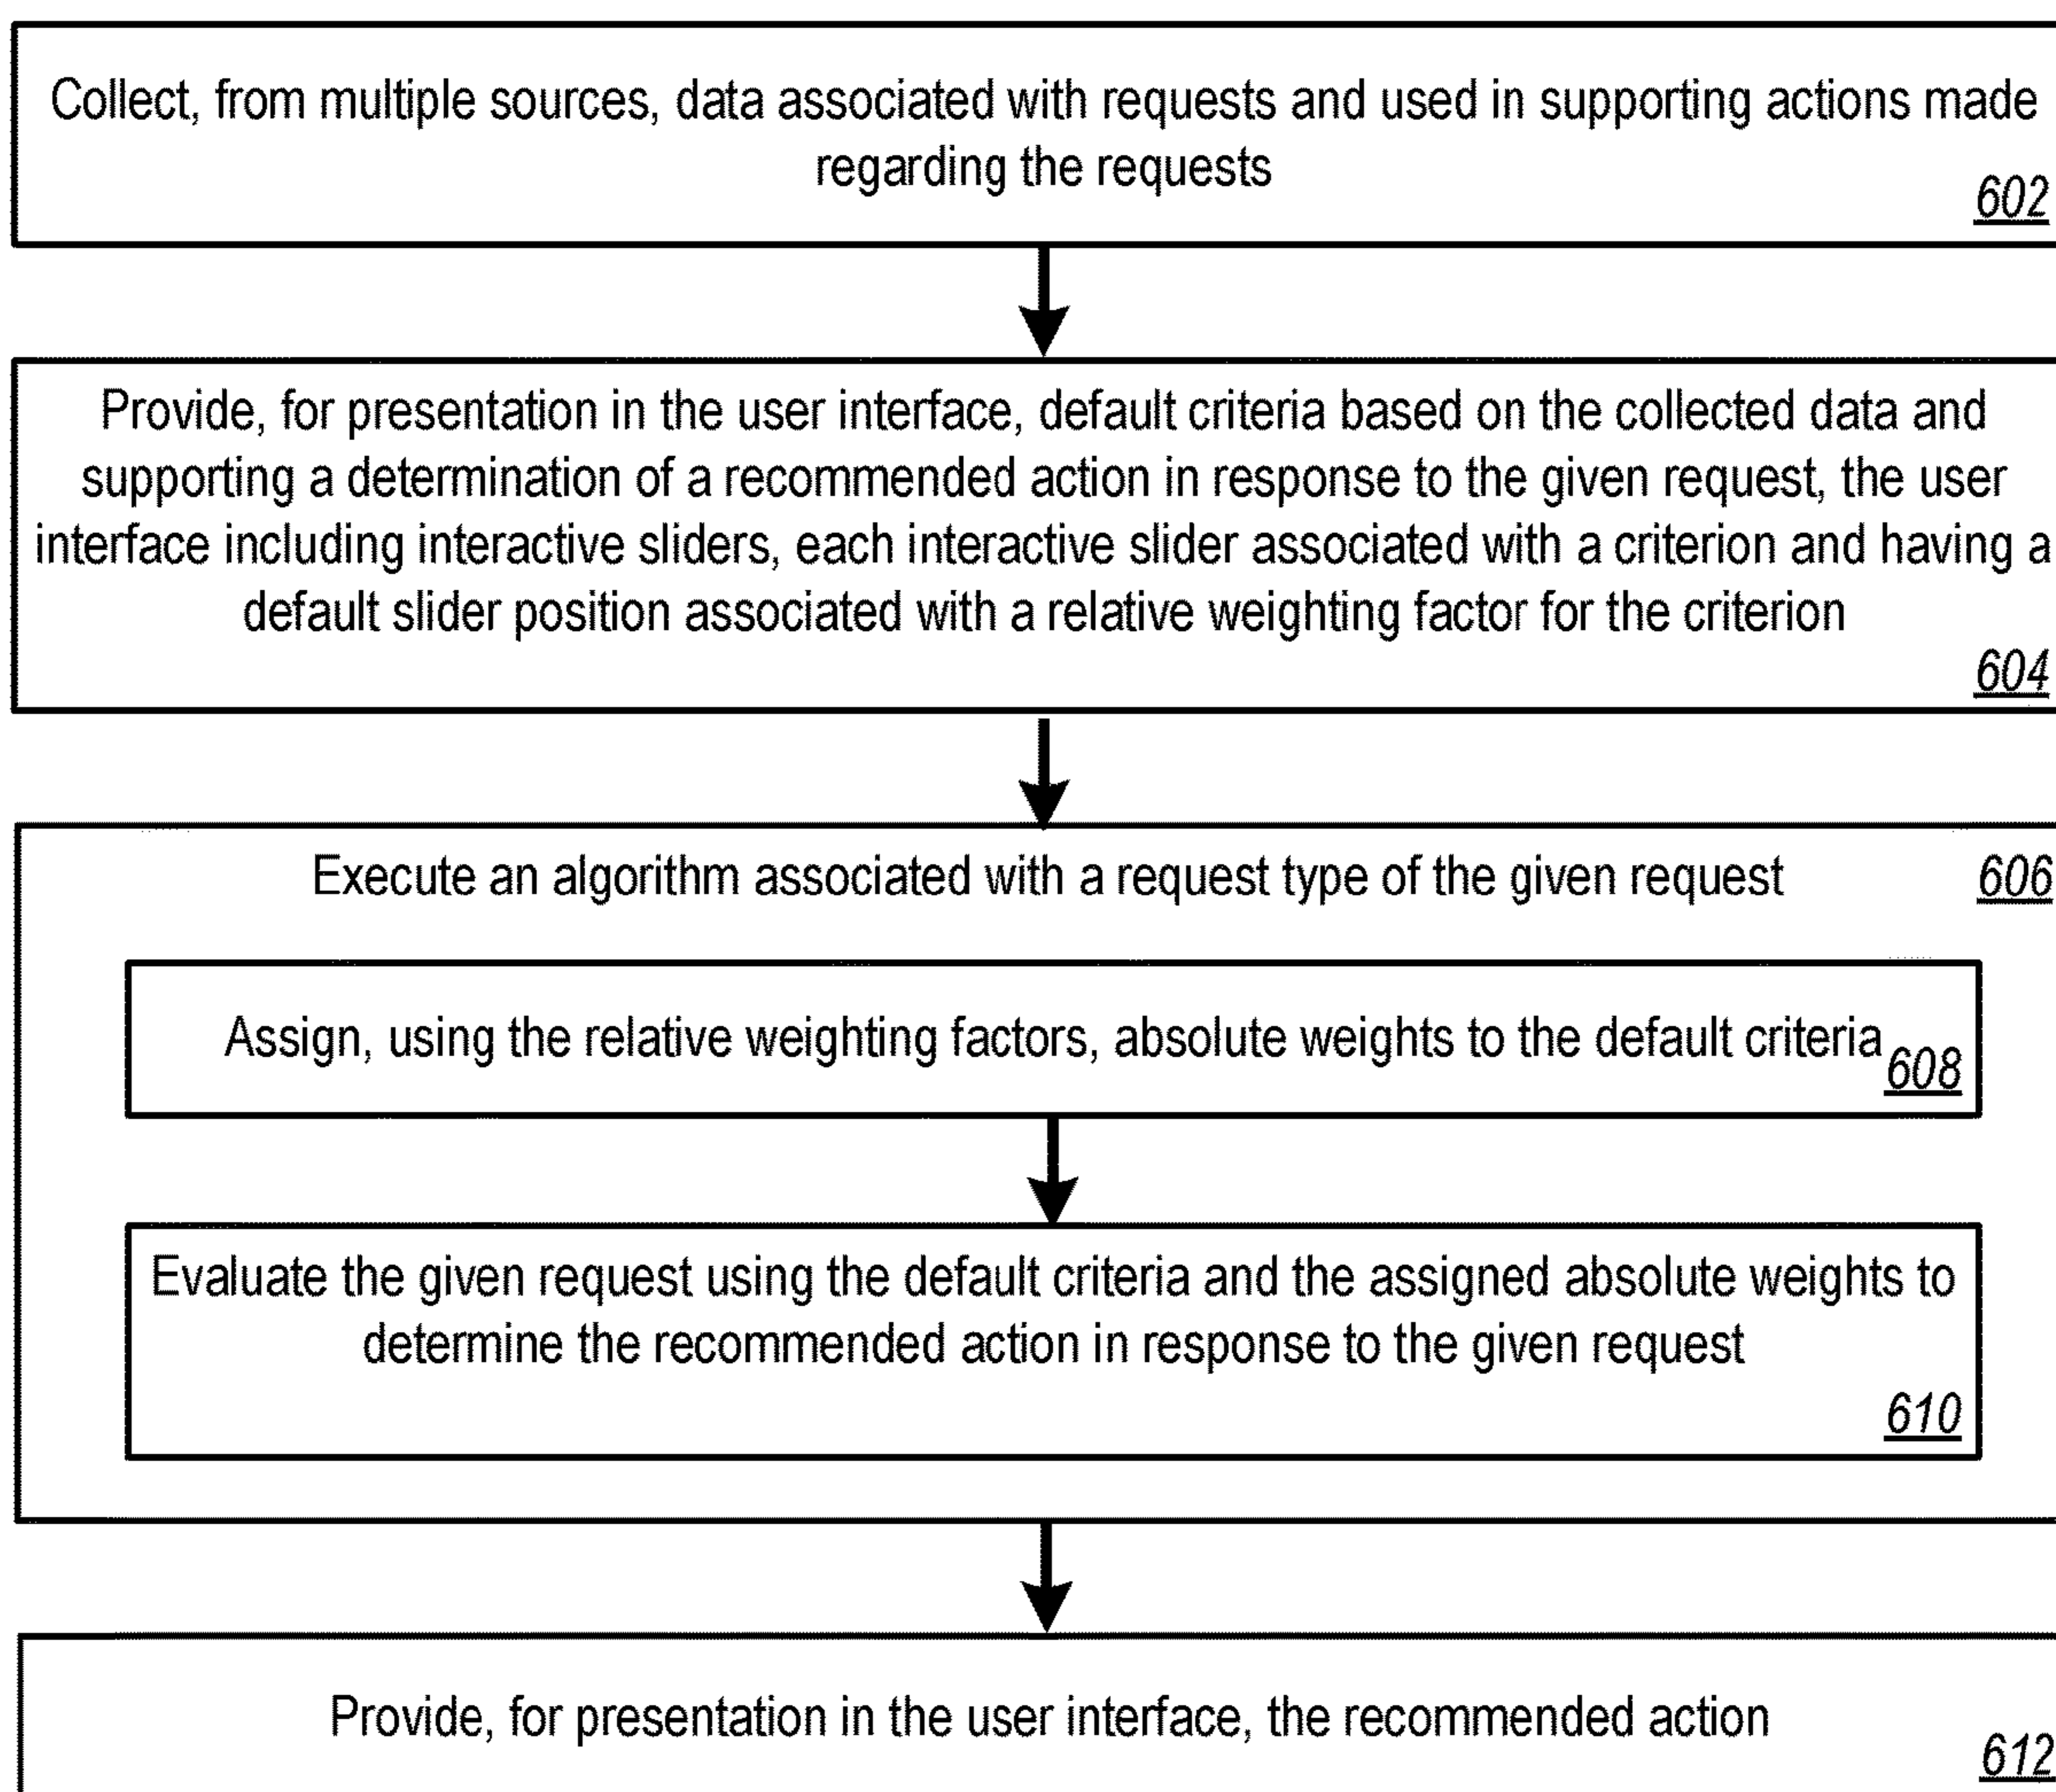 Collect, from multiple sources, data associated with requests and used in supporting actions made
regarding the requests
602
Provide, for presentation in the user interface, default criteria based on the collected data and
supporting a determination of a recommended action in response to the given request, the user
interface including interactive sliders, each interactive slider associated with a criterion and having a
default slider position associated with a relative weighting factor for the criterion
604
Execute an algorithm associated with a request type of the given request
606
Assign, using the relative weighting factors, absolute weights to the default criteria
608
Evaluate the given request using the default criteria and the assigned absolute weights to
determine the recommended action in response to the given request
610
Provide, for presentation in the user interface, the recommended action
612